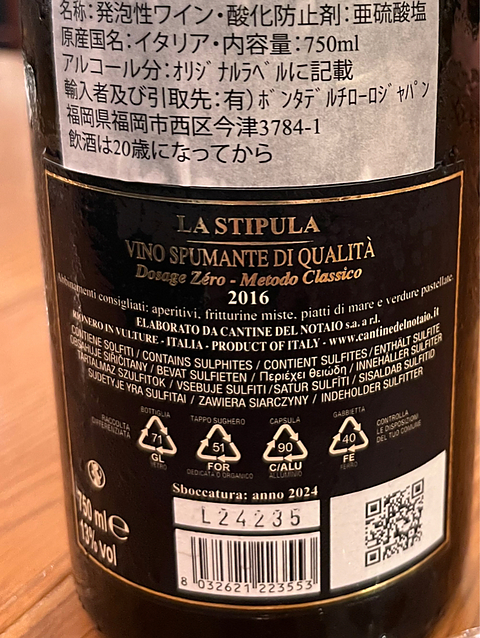 名称:発泡性ワイン・酸化防止剤:亜硫酸塩
原産国名:イタリア・内容量:750ml
アルコール分:ｵﾘｼﾞﾅﾙﾗﾍﾞﾙに記載
輸入者及び引取先:有）ﾎﾞﾝﾀﾃﾞﾙﾁﾛｰﾛｼﾞｬﾊﾟﾝ
福岡県福岡市西区今津3784-1
飲酒は20歳になってから
LA STIPULA
VINO SPUMANTE DI QUALITÀ
Dosage Zéro - Metodo Classico
2016
Abbonamenti consigliati: aperitivi, fritturine miste, piatti di mare e verdure pastellate.
ELABORATO DA CANTINE DEL NOTAIO s.a. a r.l.
RIONERO IN VULTURE - ITALIA - PRODUCT OF ITALY - www.cantinedelnotaio.it
CONTIENE SOLFITI / CONTAINS SULPHITES / CONTIENT SULFITES / ENTHÄLT SULFITE
OBSAHUJE SIŘIČITANY / BEVAT SULFIETEN / Περιέχει θειώδη / INNEHÅLLER SULFITER
TARTALMAZ SZULFITOK / VSEBUJE SULFITI / SATUR SULFĪTI / SISALDAB SULFITID
SUDĖTYJE YRA SULFITAI / ZAWIERA SIARCZYNY / INDEHOLDER SULFITTER
RACCOLTA DIFFERENZIATA
BOTTIGLIA
71
GL
VETRO
TAPPO SUGHERO
51
FOR
DEDICATA O ORGANICO
CAPSULA
90
C/ALU
ALLUMINIO
GABBIETTA
40
FE
FERRO
CONTROLLA
LE DISPOSIZIONI
DEL TUO COMUNE
Sboccatura: anno 2024
L24235
750 ml e
13% vol
8 032621 223553